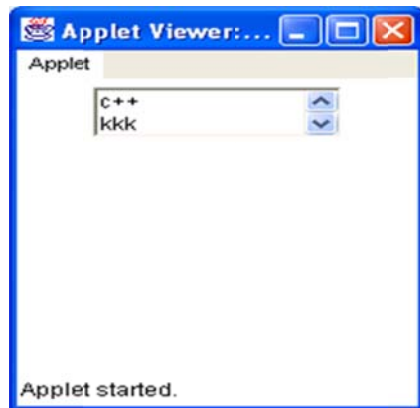 Applet Viewer:...
Applet
c++
kkk
Applet started.